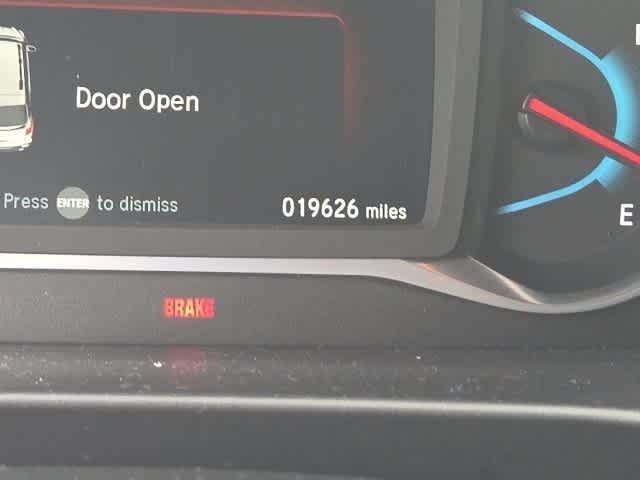 Door Open
Press ENTER to dismiss
019626 miles
E
BRAKE